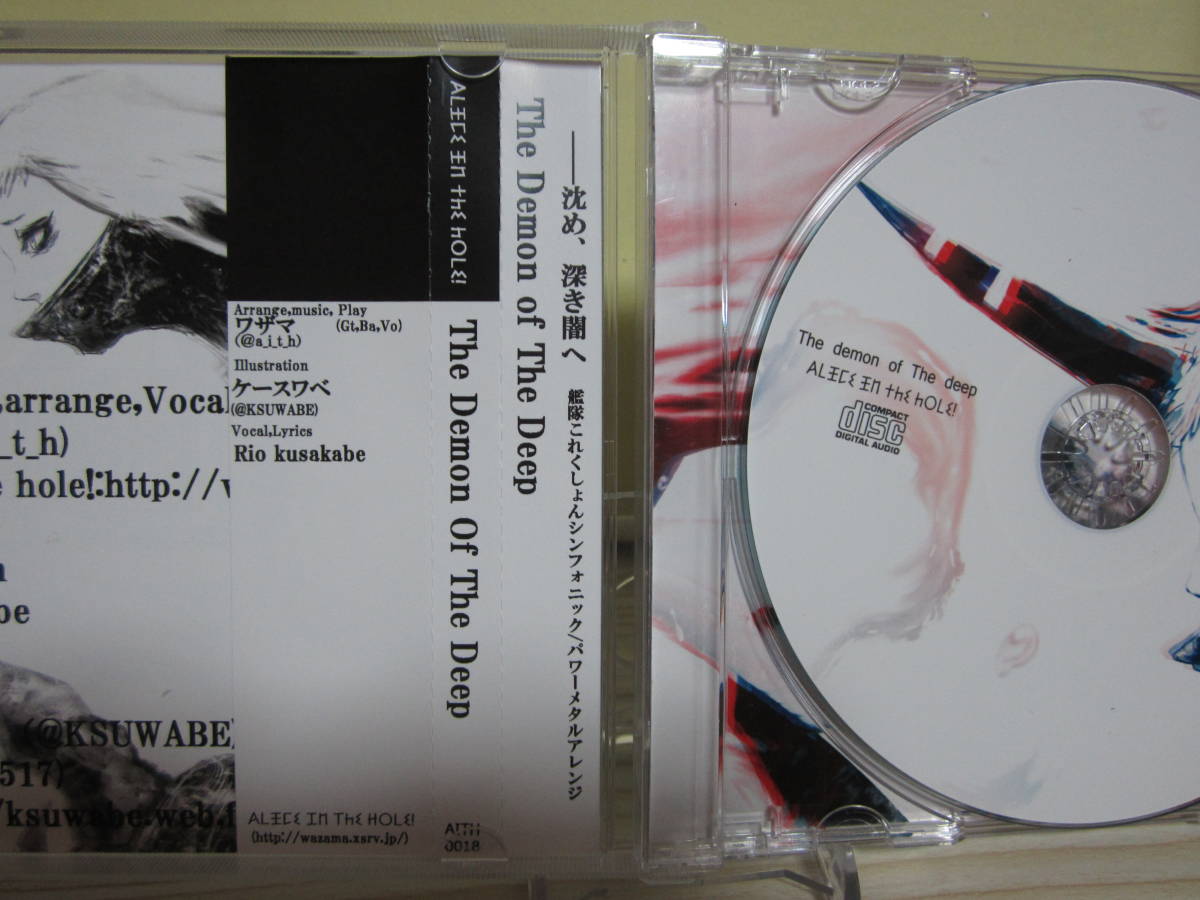 ,arrange,Vocal
_i_t_h)
e hole!:http://w
(@KSUWABE)
517)
/ksuwabe.web.f
Arrange,music, Play
ワザマ (Gt,Ba,Vo)
(@a_i_t_h)
Illustration
ケースワベ
(@KSUWABE)
Vocal,Lyrics
Rio kusakabe
ALICE IN THE HOLE!
(http://wazama.xsrv.jp/)
ALICE IN THE HOLE!
The Demon Of The Deep
AITH
0018
──沈め、深き闇へ 艦隊これくしょんシンフォニック/パワーメタルアレンジ
The Demon of The Deep
The demon of The deep
ALICE IN THE HOLE!
COMPACT
disc
DIGITAL AUDIO